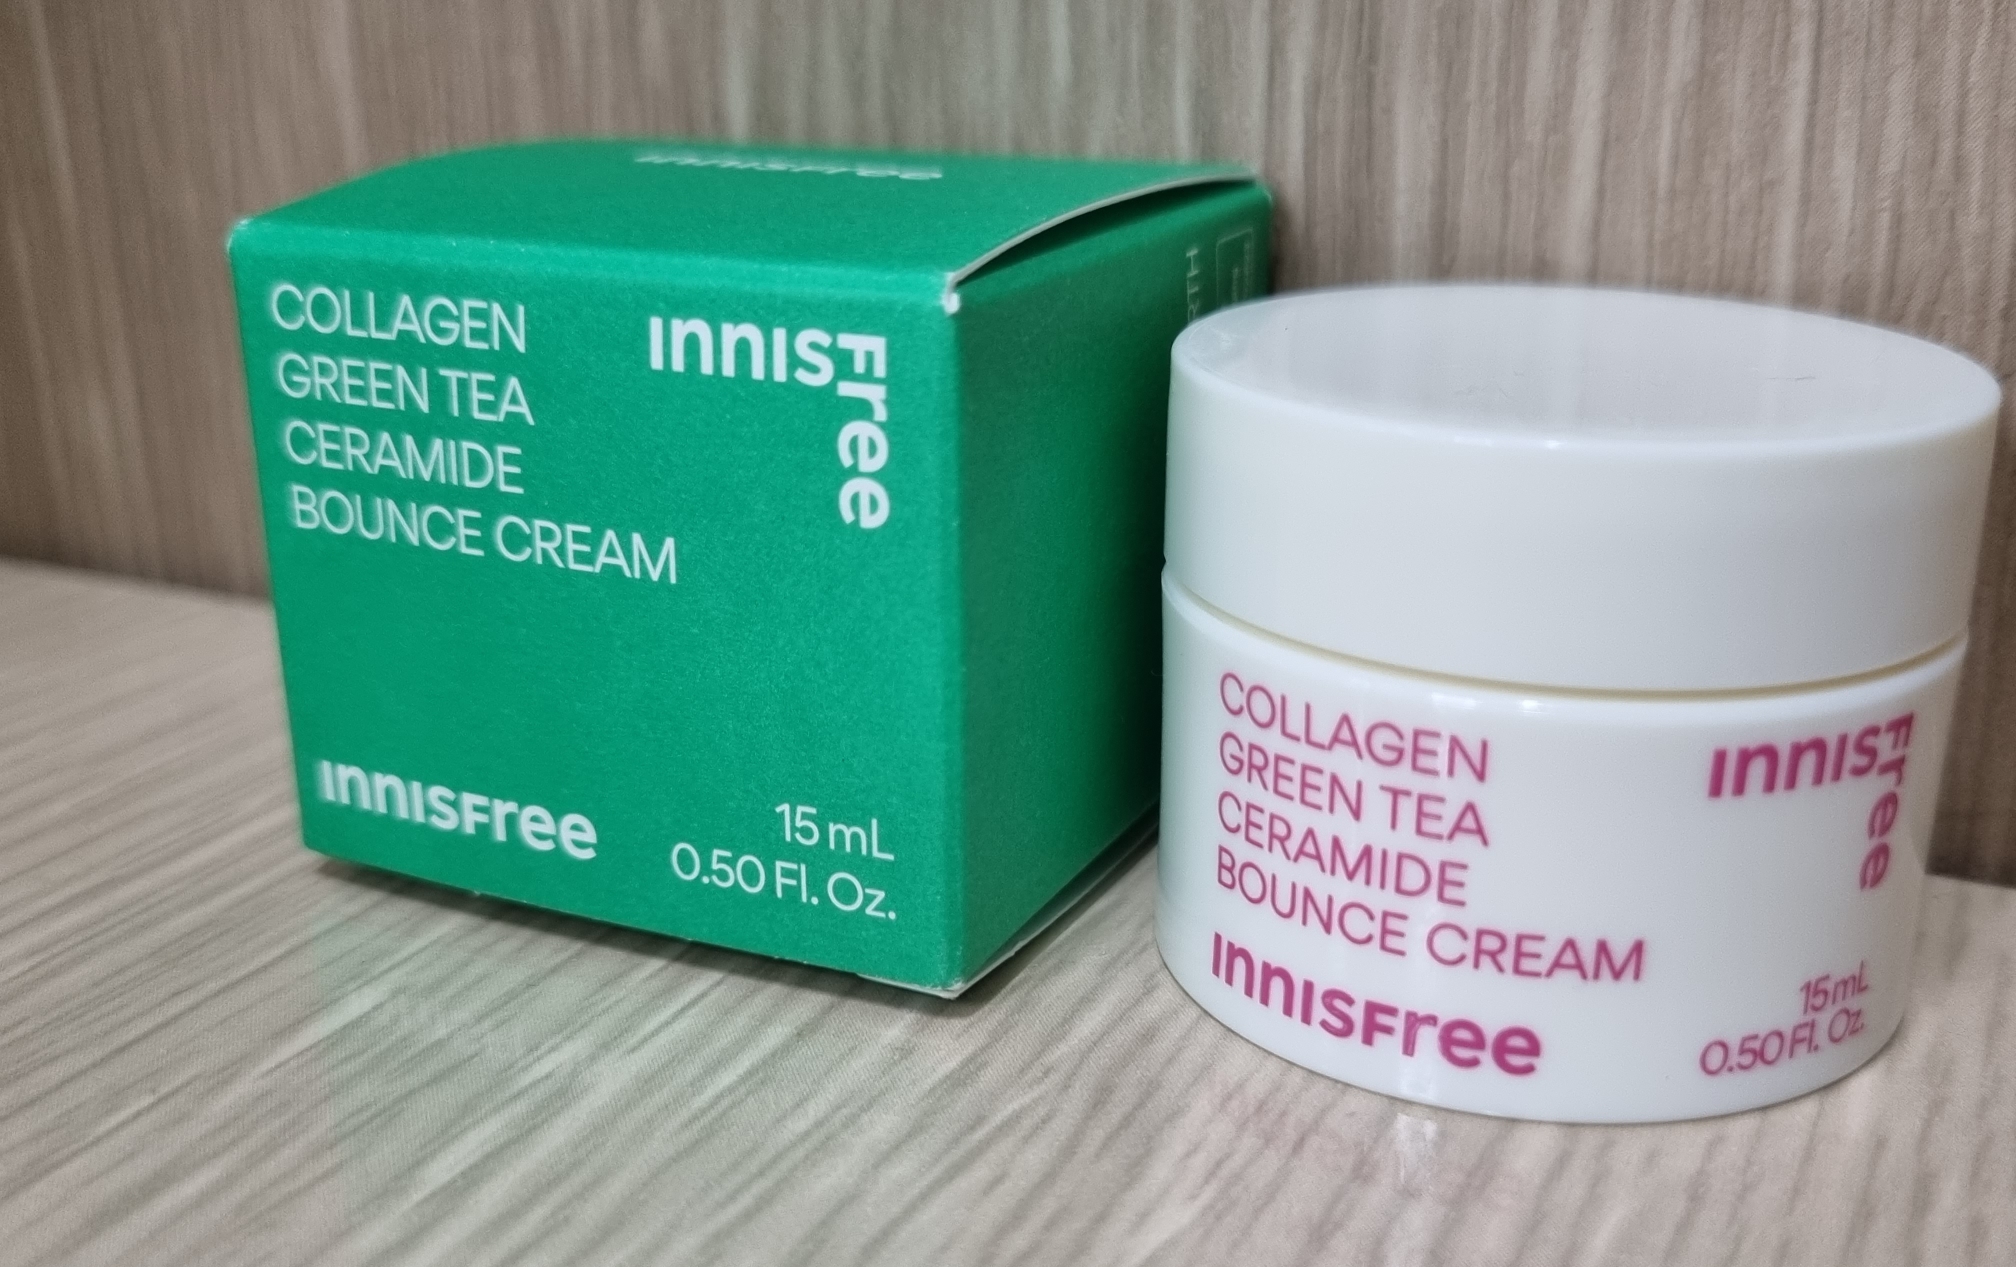 innisFree
COLLAGEN
GREEN TEA
CERAMIDE
BOUNCE CREAM
innisFree
innisFree
15 mL
0.50 Fl. Oz.
COLLAGEN
GREEN TEA
CERAMIDE
BOUNCE CREAM
innisFree
innisFree
15 mL
0.50 Fl. Oz.